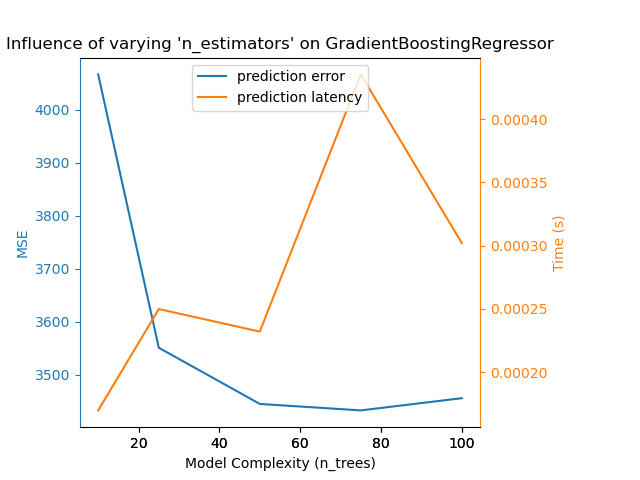 Influence of varying 'n_estimators' on GradientBoostingRegressor
prediction error
prediction latency
4000
3900
3800
3700
3600
3500
MSE
0.00040
0.00035
0.00030
0.00025
0.00020
Time (s)
20 40 60 80 100
Model Complexity (n_trees)